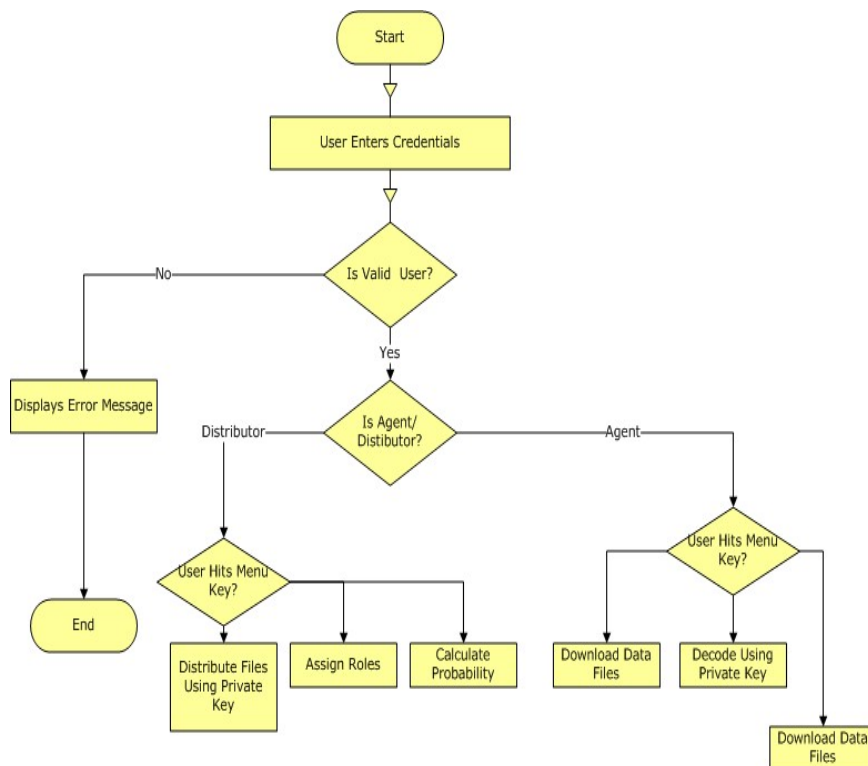 Start
User Enters Credentials
Is Valid User?
No
Yes
Displays Error Message
Is Agent/
Distibutor?
Distributor
Agent
User Hits Menu
Key?
User Hits Menu
Key?
End
Distribute Files
Using Private
Key
Assign Roles
Calculate
Probability
Download Data
Files
Decode Using
Private Key
Download Data
Files